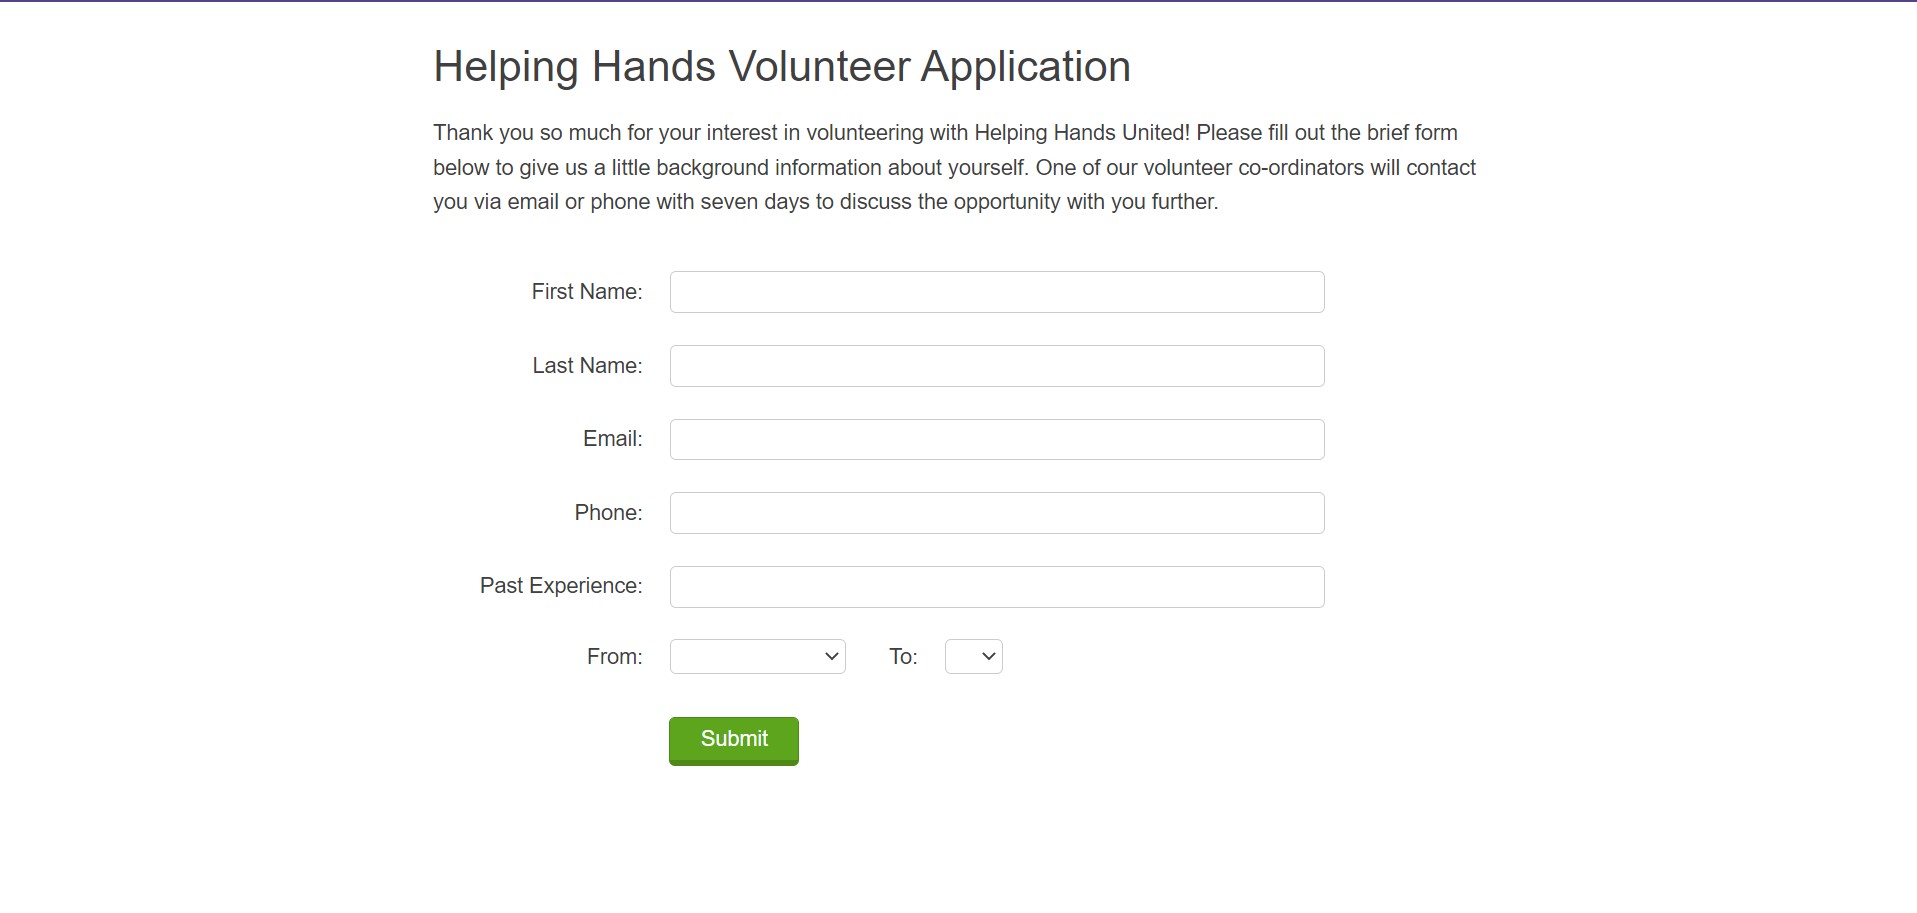 Helping Hands Volunteer Application
Thank you so much for your interest in volunteering with Helping Hands United! Please fill out the brief form
below to give us a little background information about yourself. One of our volunteer co-ordinators will contact
you via email or phone with seven days to discuss the opportunity with you further.
First Name:
Last Name:
Email:
Phone:
Past Experience:
From: To:
Submit